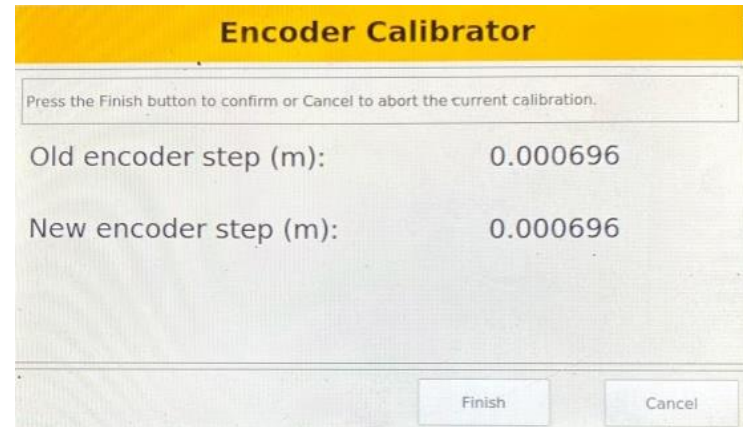 Encoder Calibrator
Press the Finish button to confirm or Cancel to abort the current calibration.
Old encoder step (m): 0.000696
New encoder step (m): 0.000696
Finish Cancel